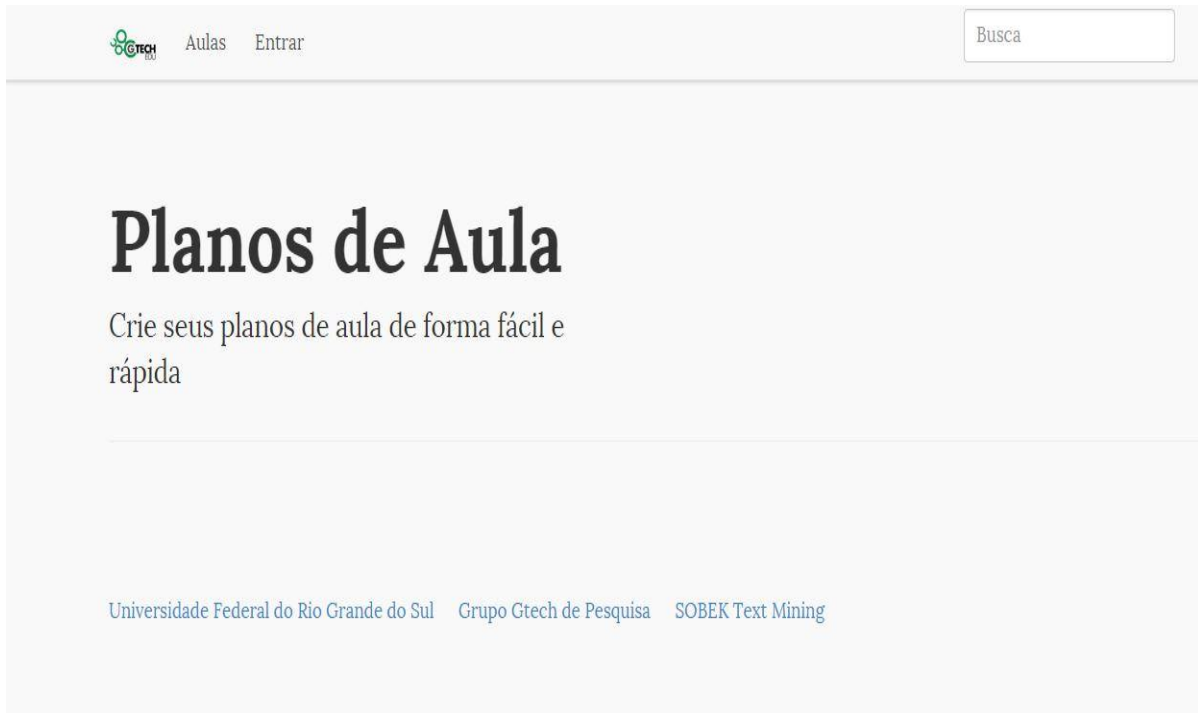 GTECH EDU Aulas Entrar Busca
Planos de Aula
Crie seus planos de aula de forma fácil e
rápida
Universidade Federal do Rio Grande do Sul Grupo Gtech de Pesquisa SOBEK Text Mining